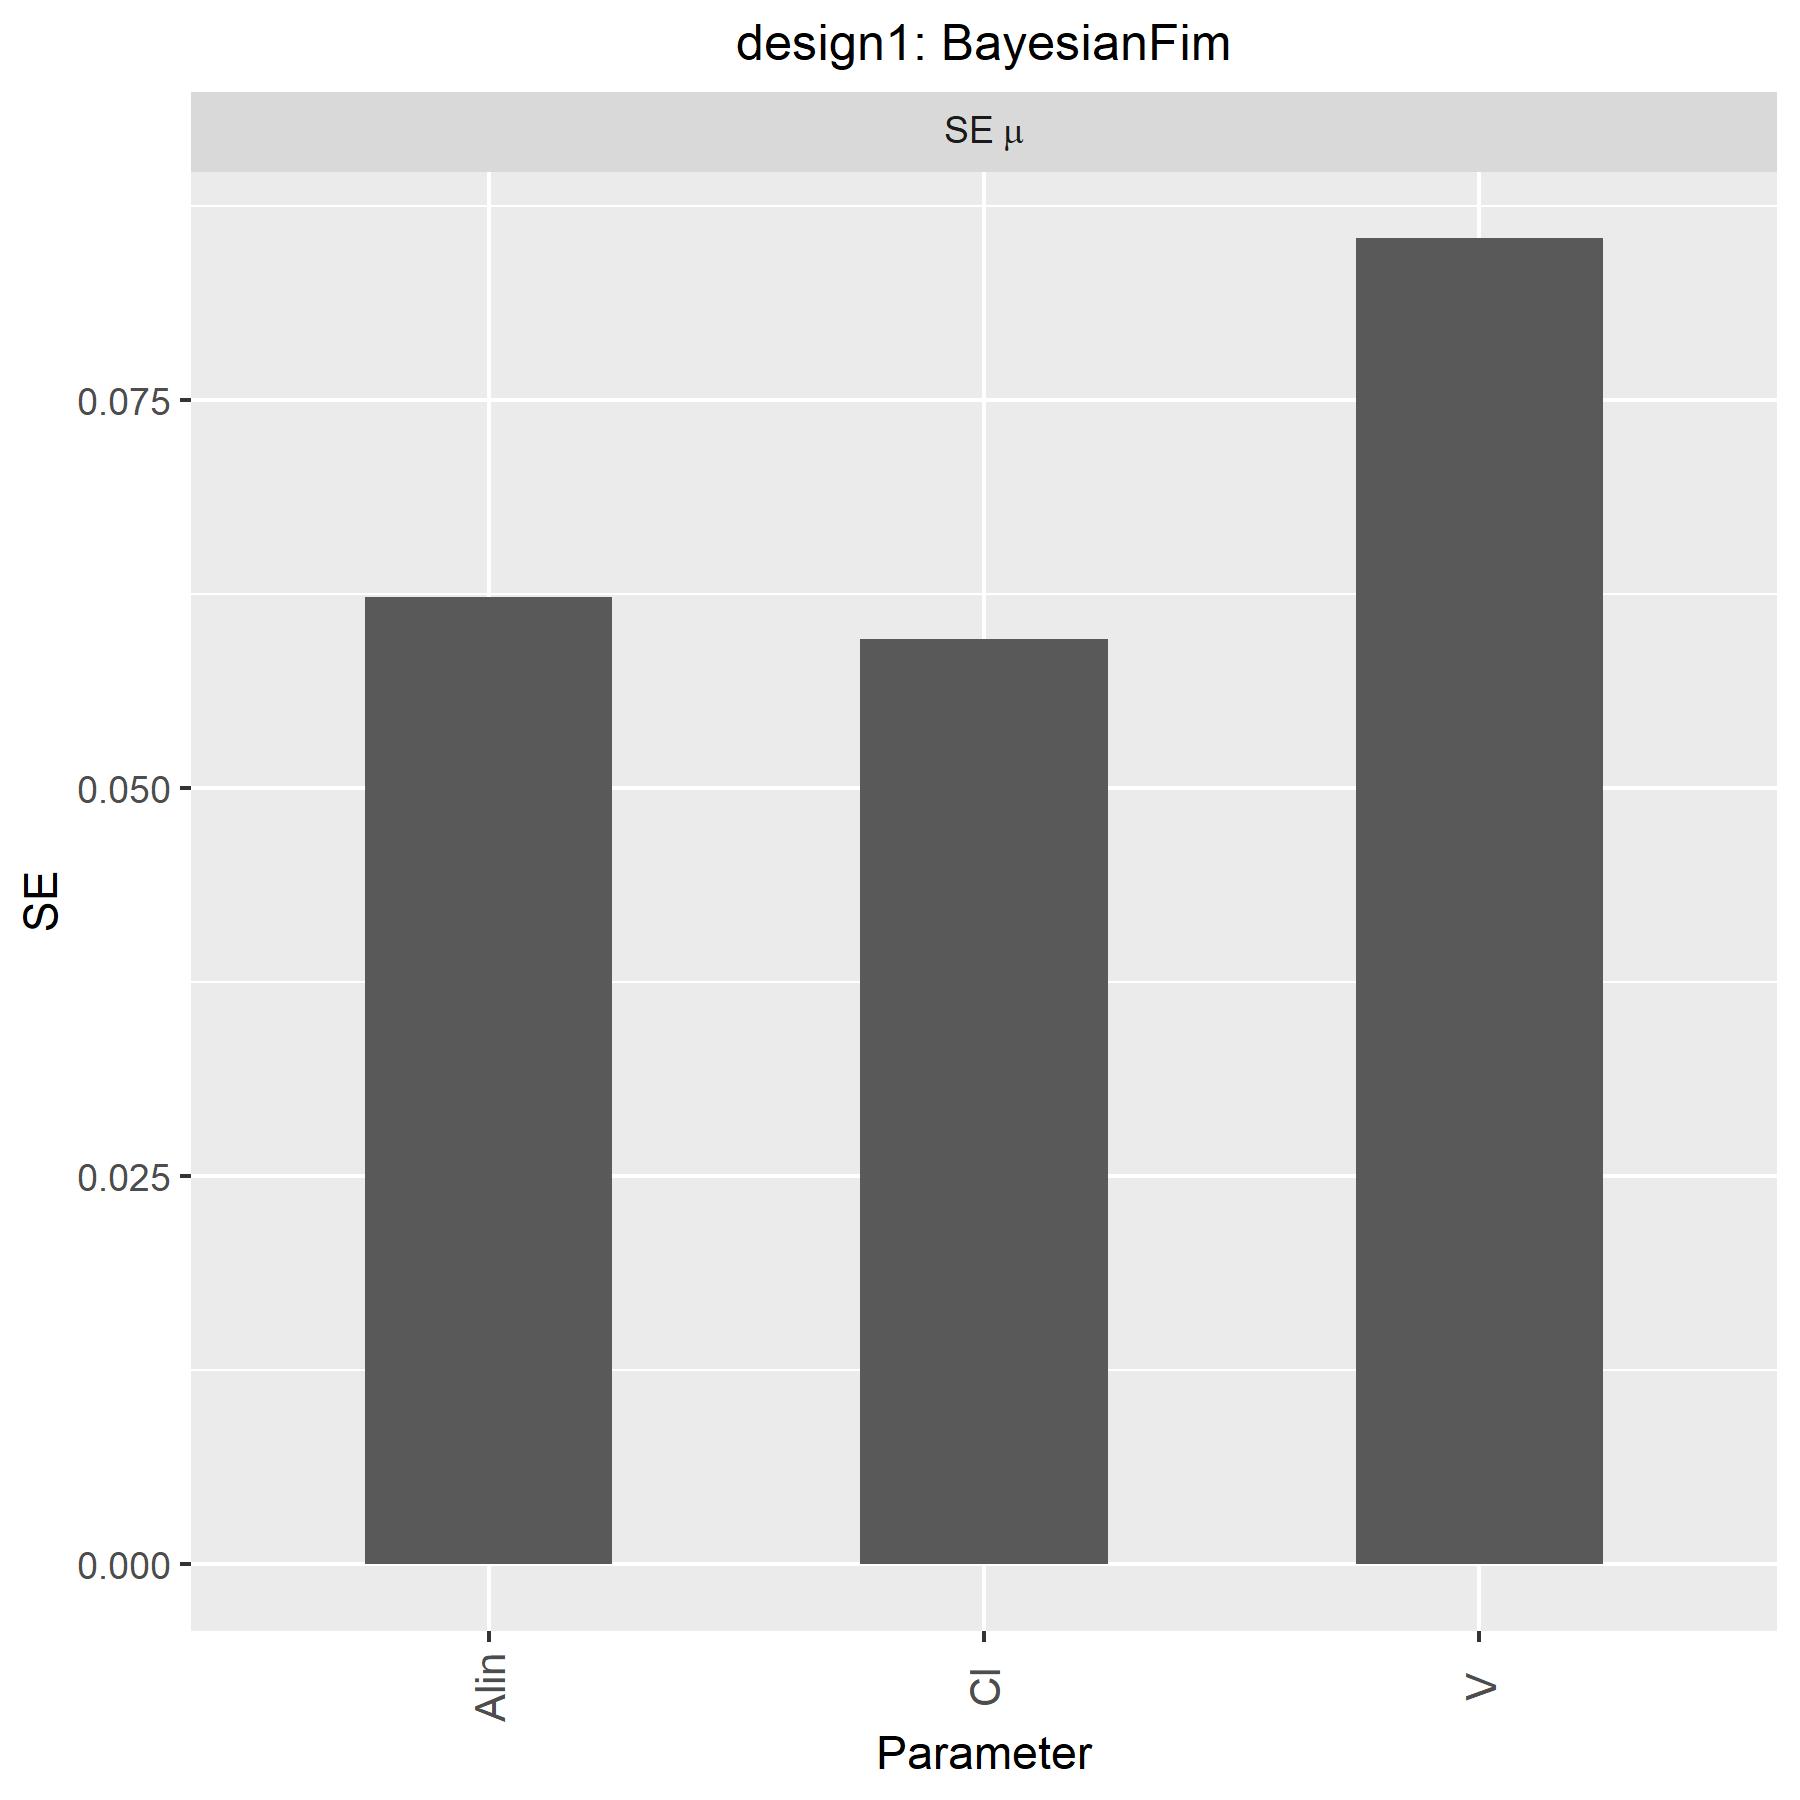 design1: BayesianFim
SE μ
0.075
0.050
0.025
0.000
SE
Alin
Cl
V
Parameter